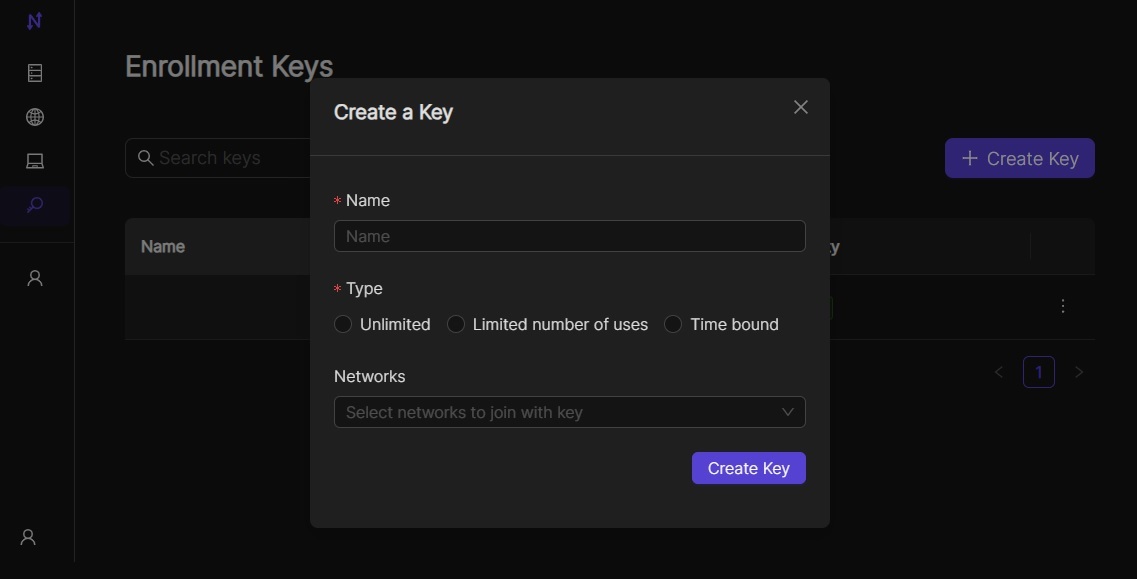 Enrollment Keys
Create a Key
Search keys
+ Create Key
* Name
Name
Name
* Type
Unlimited Limited number of uses Time bound
1
Networks
Select networks to join with key
Create Key